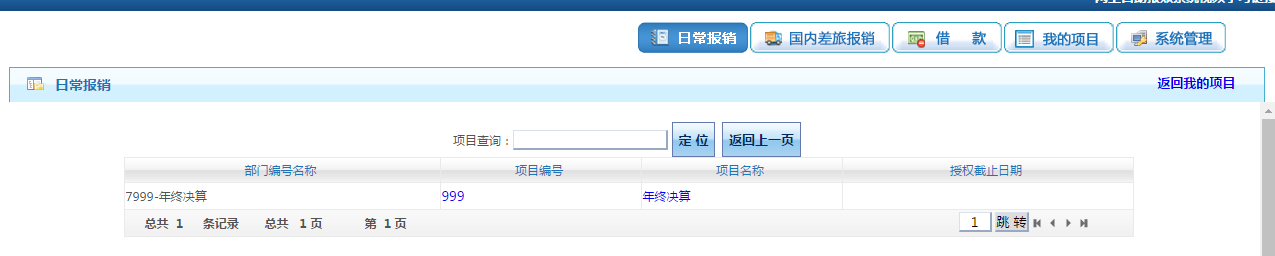 日常报销 国内差旅报销 借 款 我的项目 系统管理
日常报销 返回我的项目
项目查询： 定 位 返回上一页
部门编号名称 项目编号 项目名称 授权截止日期
7999-年终决算 999 年终决算
总共 1 条记录 总共 1 页 第 1 页 1 跳 转